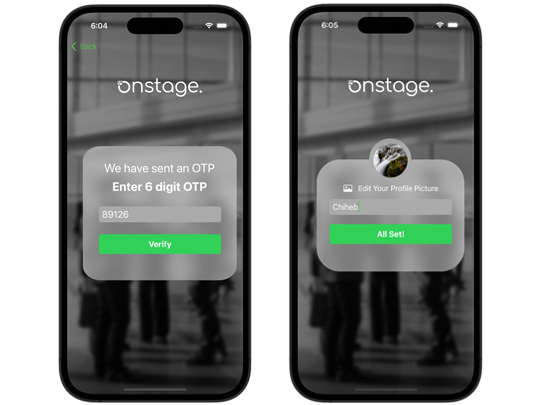 6:04
Back
onstage.
We have sent an OTP
Enter 6 digit OTP
89126
Verify
6:05
onstage.
Edit Your Profile Picture
Chiheb
All Set!